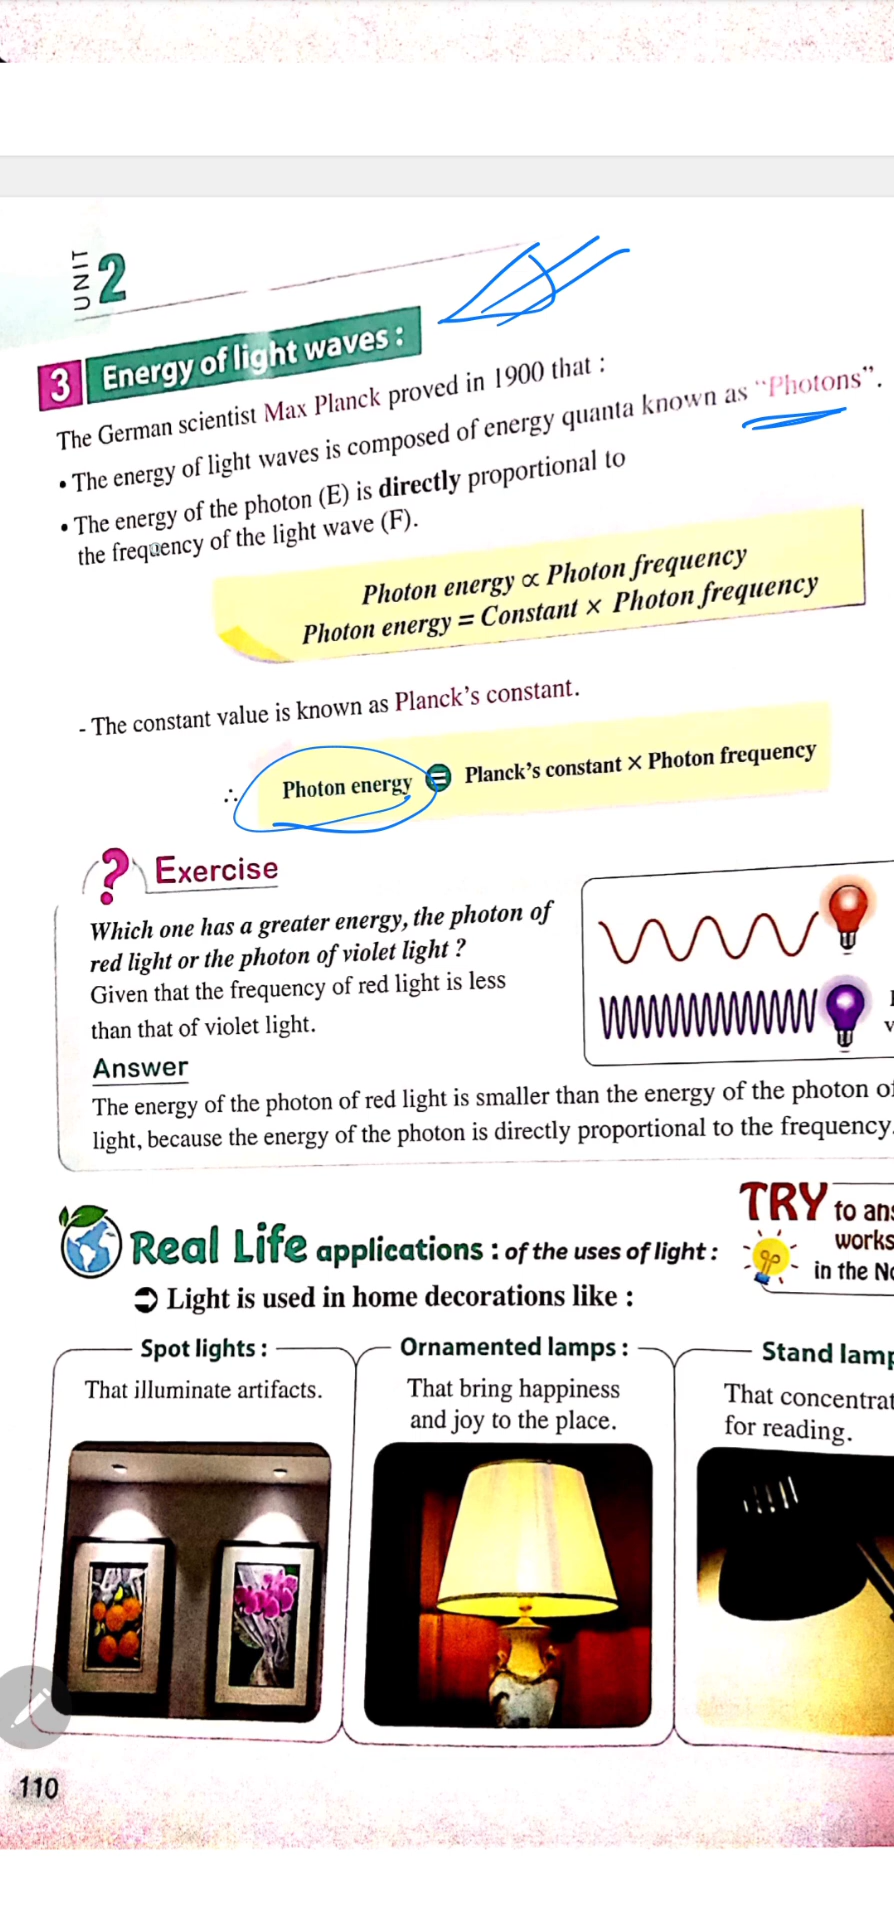 UNIT
2
3 Energy of light waves :
The German scientist Max Planck proved in 1900 that :
• The energy of light waves is composed of energy quanta known as "Photons".
• The energy of the photon (E) is directly proportional to
the frequency of the light wave (F).
Photon energy ∝ Photon frequency
Photon energy = Constant × Photon frequency
- The constant value is known as Planck's constant.
∴ Photon energy = Planck's constant × Photon frequency
? Exercise
Which one has a greater energy, the photon of
red light or the photon of violet light ?
Given that the frequency of red light is less
than that of violet light.
Answer
The energy of the photon of red light is smaller than the energy of the photon of
light, because the energy of the photon is directly proportional to the frequency.
Real Life applications : of the uses of light :
TRY to ans
works
in the No
Light is used in home decorations like :
Spot lights :
That illuminate artifacts.
Ornamented lamps :
That bring happiness
and joy to the place.
Stand lamp
That concentrat
for reading.
110